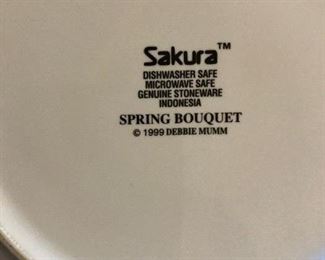 Sakura™
DISHWASHER SAFE
MICROWAVE SAFE
GENUINE STONEWARE
INDONESIA
SPRING BOUQUET
© 1999 DEBBIE MUMM